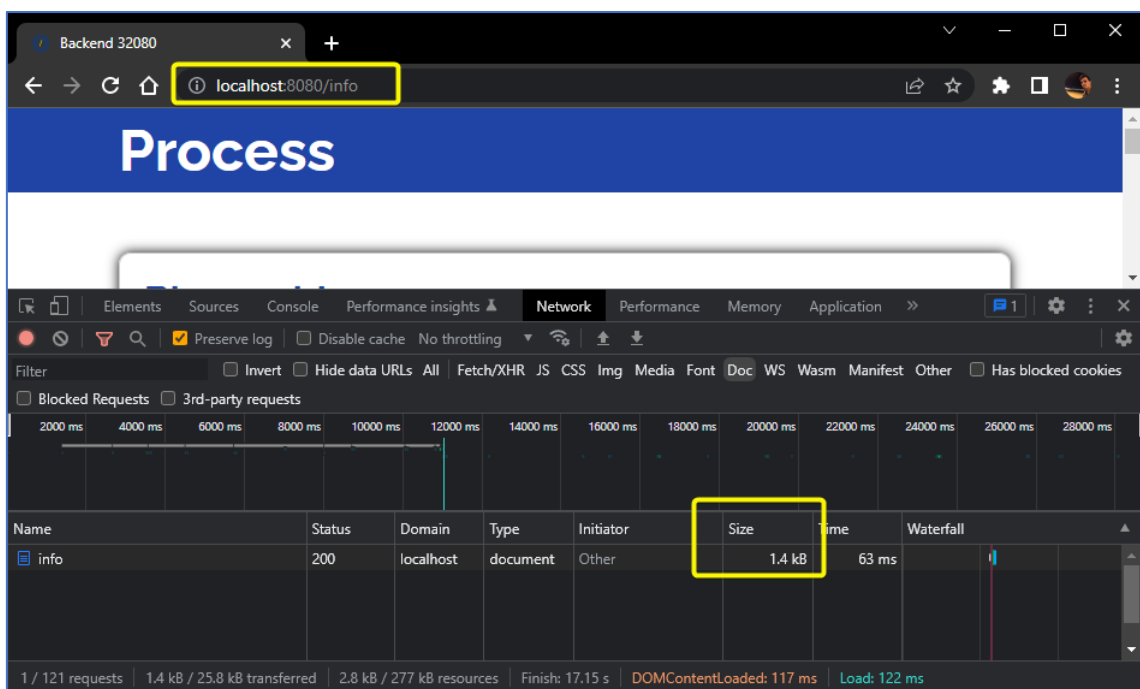 Backend 32080
localhost:8080/info
Process
Elements Sources Console Performance insights Network Performance Memory Application » 1
Preserve log Disable cache No throttling
Filter Invert Hide data URLs All Fetch/XHR JS CSS Img Media Font Doc WS Wasm Manifest Other Has blocked cookies
Blocked Requests 3rd-party requests
2000 ms 4000 ms 6000 ms 8000 ms 10000 ms 12000 ms 14000 ms 16000 ms 18000 ms 20000 ms 22000 ms 24000 ms 26000 ms 28000 ms
Name Status Domain Type Initiator Size Time Waterfall
info 200 localhost document Other 1.4 kB 63 ms
1 / 121 requests 1.4 kB / 25.8 kB transferred 2.8 kB / 277 kB resources Finish: 17.15 s DOMContentLoaded: 117 ms Load: 122 ms